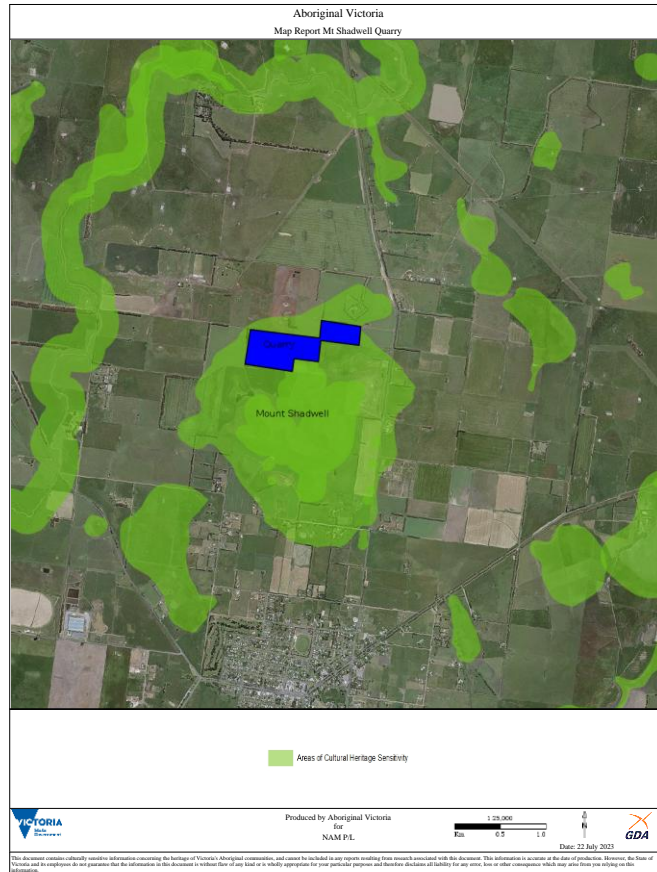 Aboriginal Victoria
Map Report Mt Shadwell Quarry
Quarry
Mount Shadwell
Areas of Cultural Heritage Sensitivity
VICTORIA
State
Government
Produced by Aboriginal Victoria
for
NAM P/L
1:25,000
Km. 0.5 1.0
N
GDA
Date: 22 July 2023
This document contains culturally sensitive information concerning the heritage of Victoria's Aboriginal communities, and cannot be included in any reports resulting from research associated with this document. This information is accurate at the date of production. However, the State of
Victoria and its employees do not guarantee that the information in this document is without flaw of any kind or is wholly appropriate for your particular purposes and therefore disclaims all liability for any error, loss or other consequence which may arise from you relying on this
information.